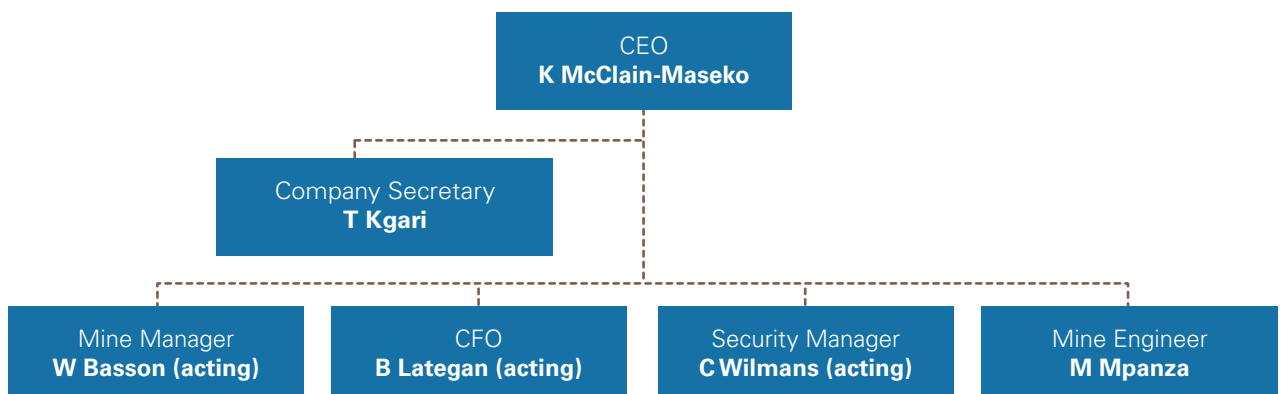 CEO
K McClain-Maseko
Company Secretary
T Kgari
Mine Manager
W Basson (acting)
CFO
B Lategan (acting)
Security Manager
C Wilmans (acting)
Mine Engineer
M Mpanza